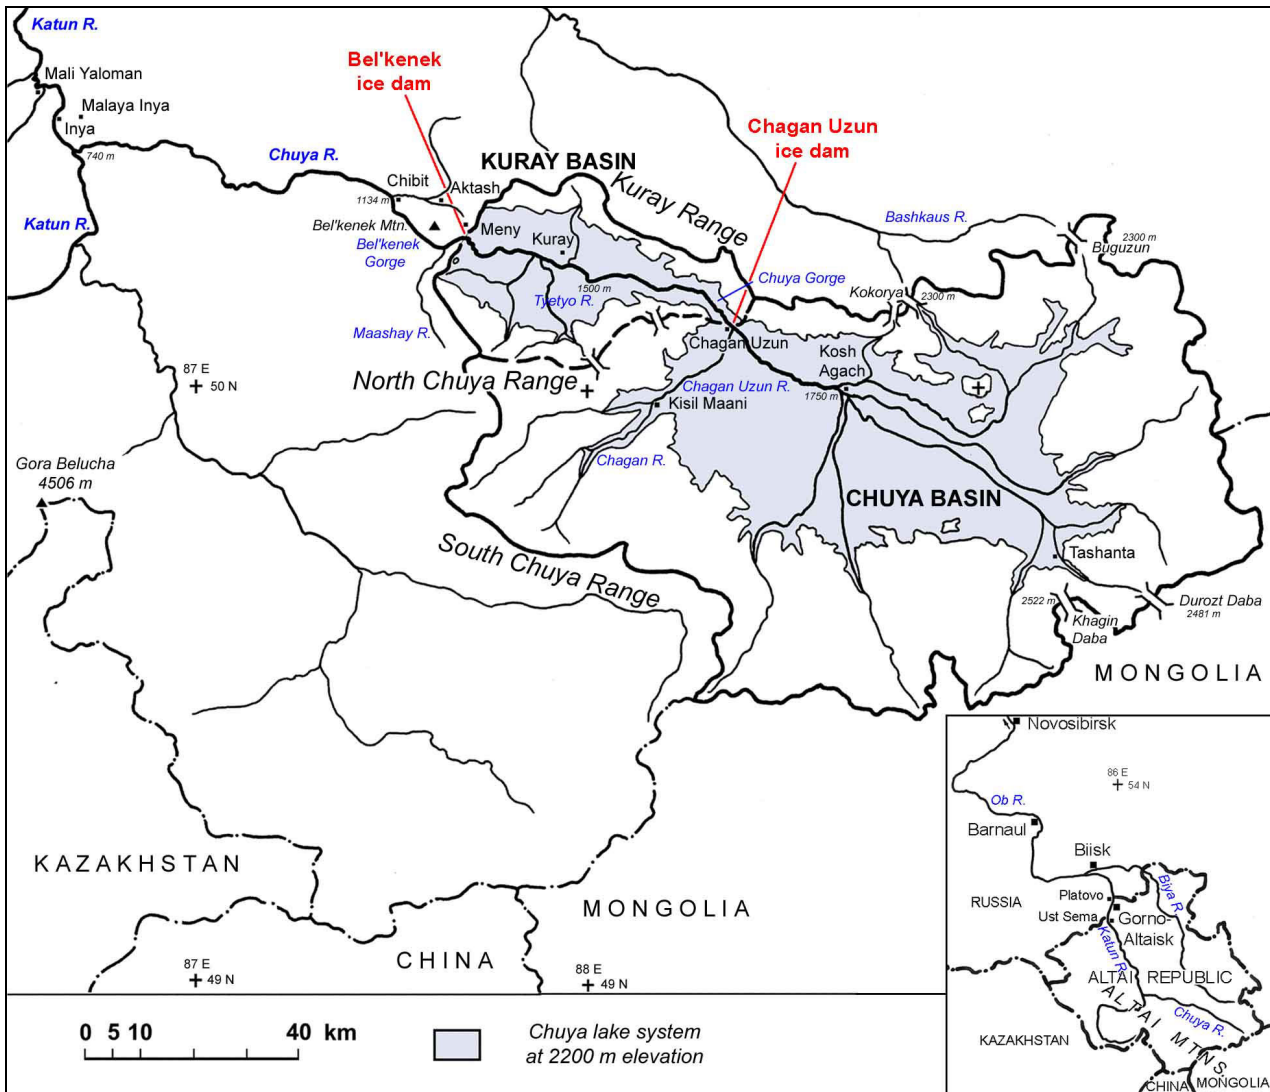 Katun R.
Mali Yaloman
Malaya Inya
Inya
740 m
Katun R.
Chuya R.
Bel'kenek
ice dam
Chagan Uzun
ice dam
KURAY BASIN
Kuray Range
Chibit
Aktash
1134 m
Bel'kenek Mtn.
Bel'kenek
Gorge
Meny
Kuray
1500 m
Tyetyo R.
Maashay R.
Chuya Gorge
Bashkaus R.
2300 m
Buguzun
Kokorya
2300 m
Chagan Uzun
Kosh
Agach
1750 m
North Chuya Range
Chagan Uzun R.
Kisil Maani
Chagan R.
87 E
50 N
Gora Belucha
4506 m
CHUYA BASIN
South Chuya Range
Tashanta
2522 m
Khagin
Daba
Durozt Daba
2481 m
MONGOLIA
KAZAKHSTAN
MONGOLIA
CHINA
87 E
49 N
88 E
49 N
0 5 10 40 km
Chuya lake system
at 2200 m elevation
Novosibirsk
86 E
54 N
Ob R.
Barnaul
Biisk
Biya R.
RUSSIA
Platovo
Ust Sema
Gorno-
Altaisk
Katun R.
ALTAI REPUBLIC
ALTAI MTNS.
Chuya R.
KAZAKHSTAN
CHINA
MONGOLIA